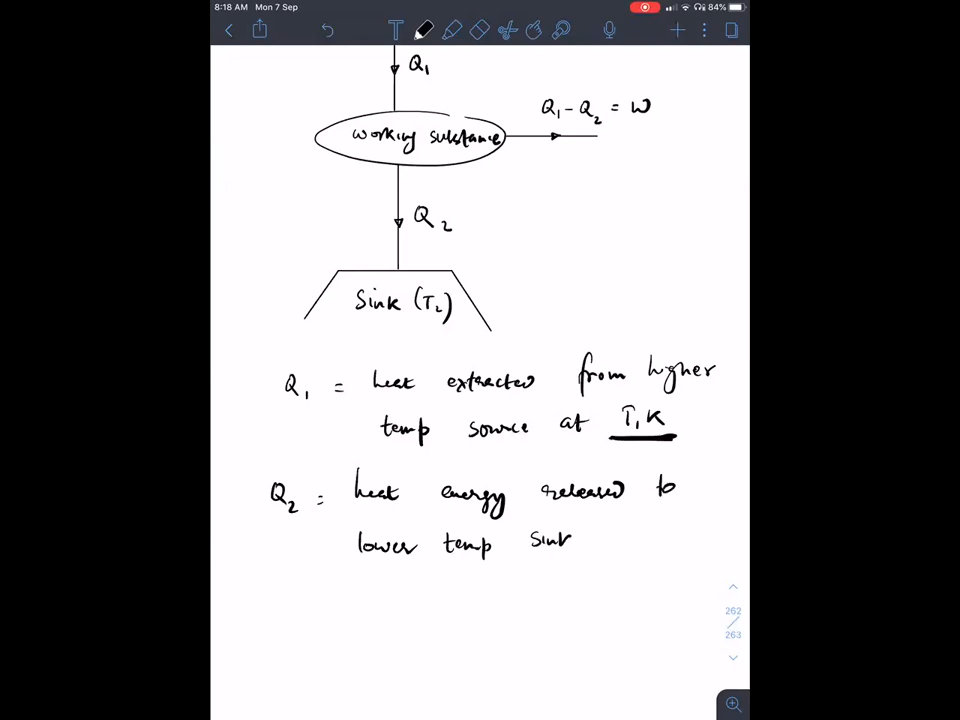 8:18 AM Mon 7 Sep
84%
T
Q₁
Q₁ - Q₂ = W
working substance
Q₂
Sink (T₂)
Q₁ = heat extracted from higher
temp source at T₁K
Q₂ = heat energy released to
lower temp sink
262
263